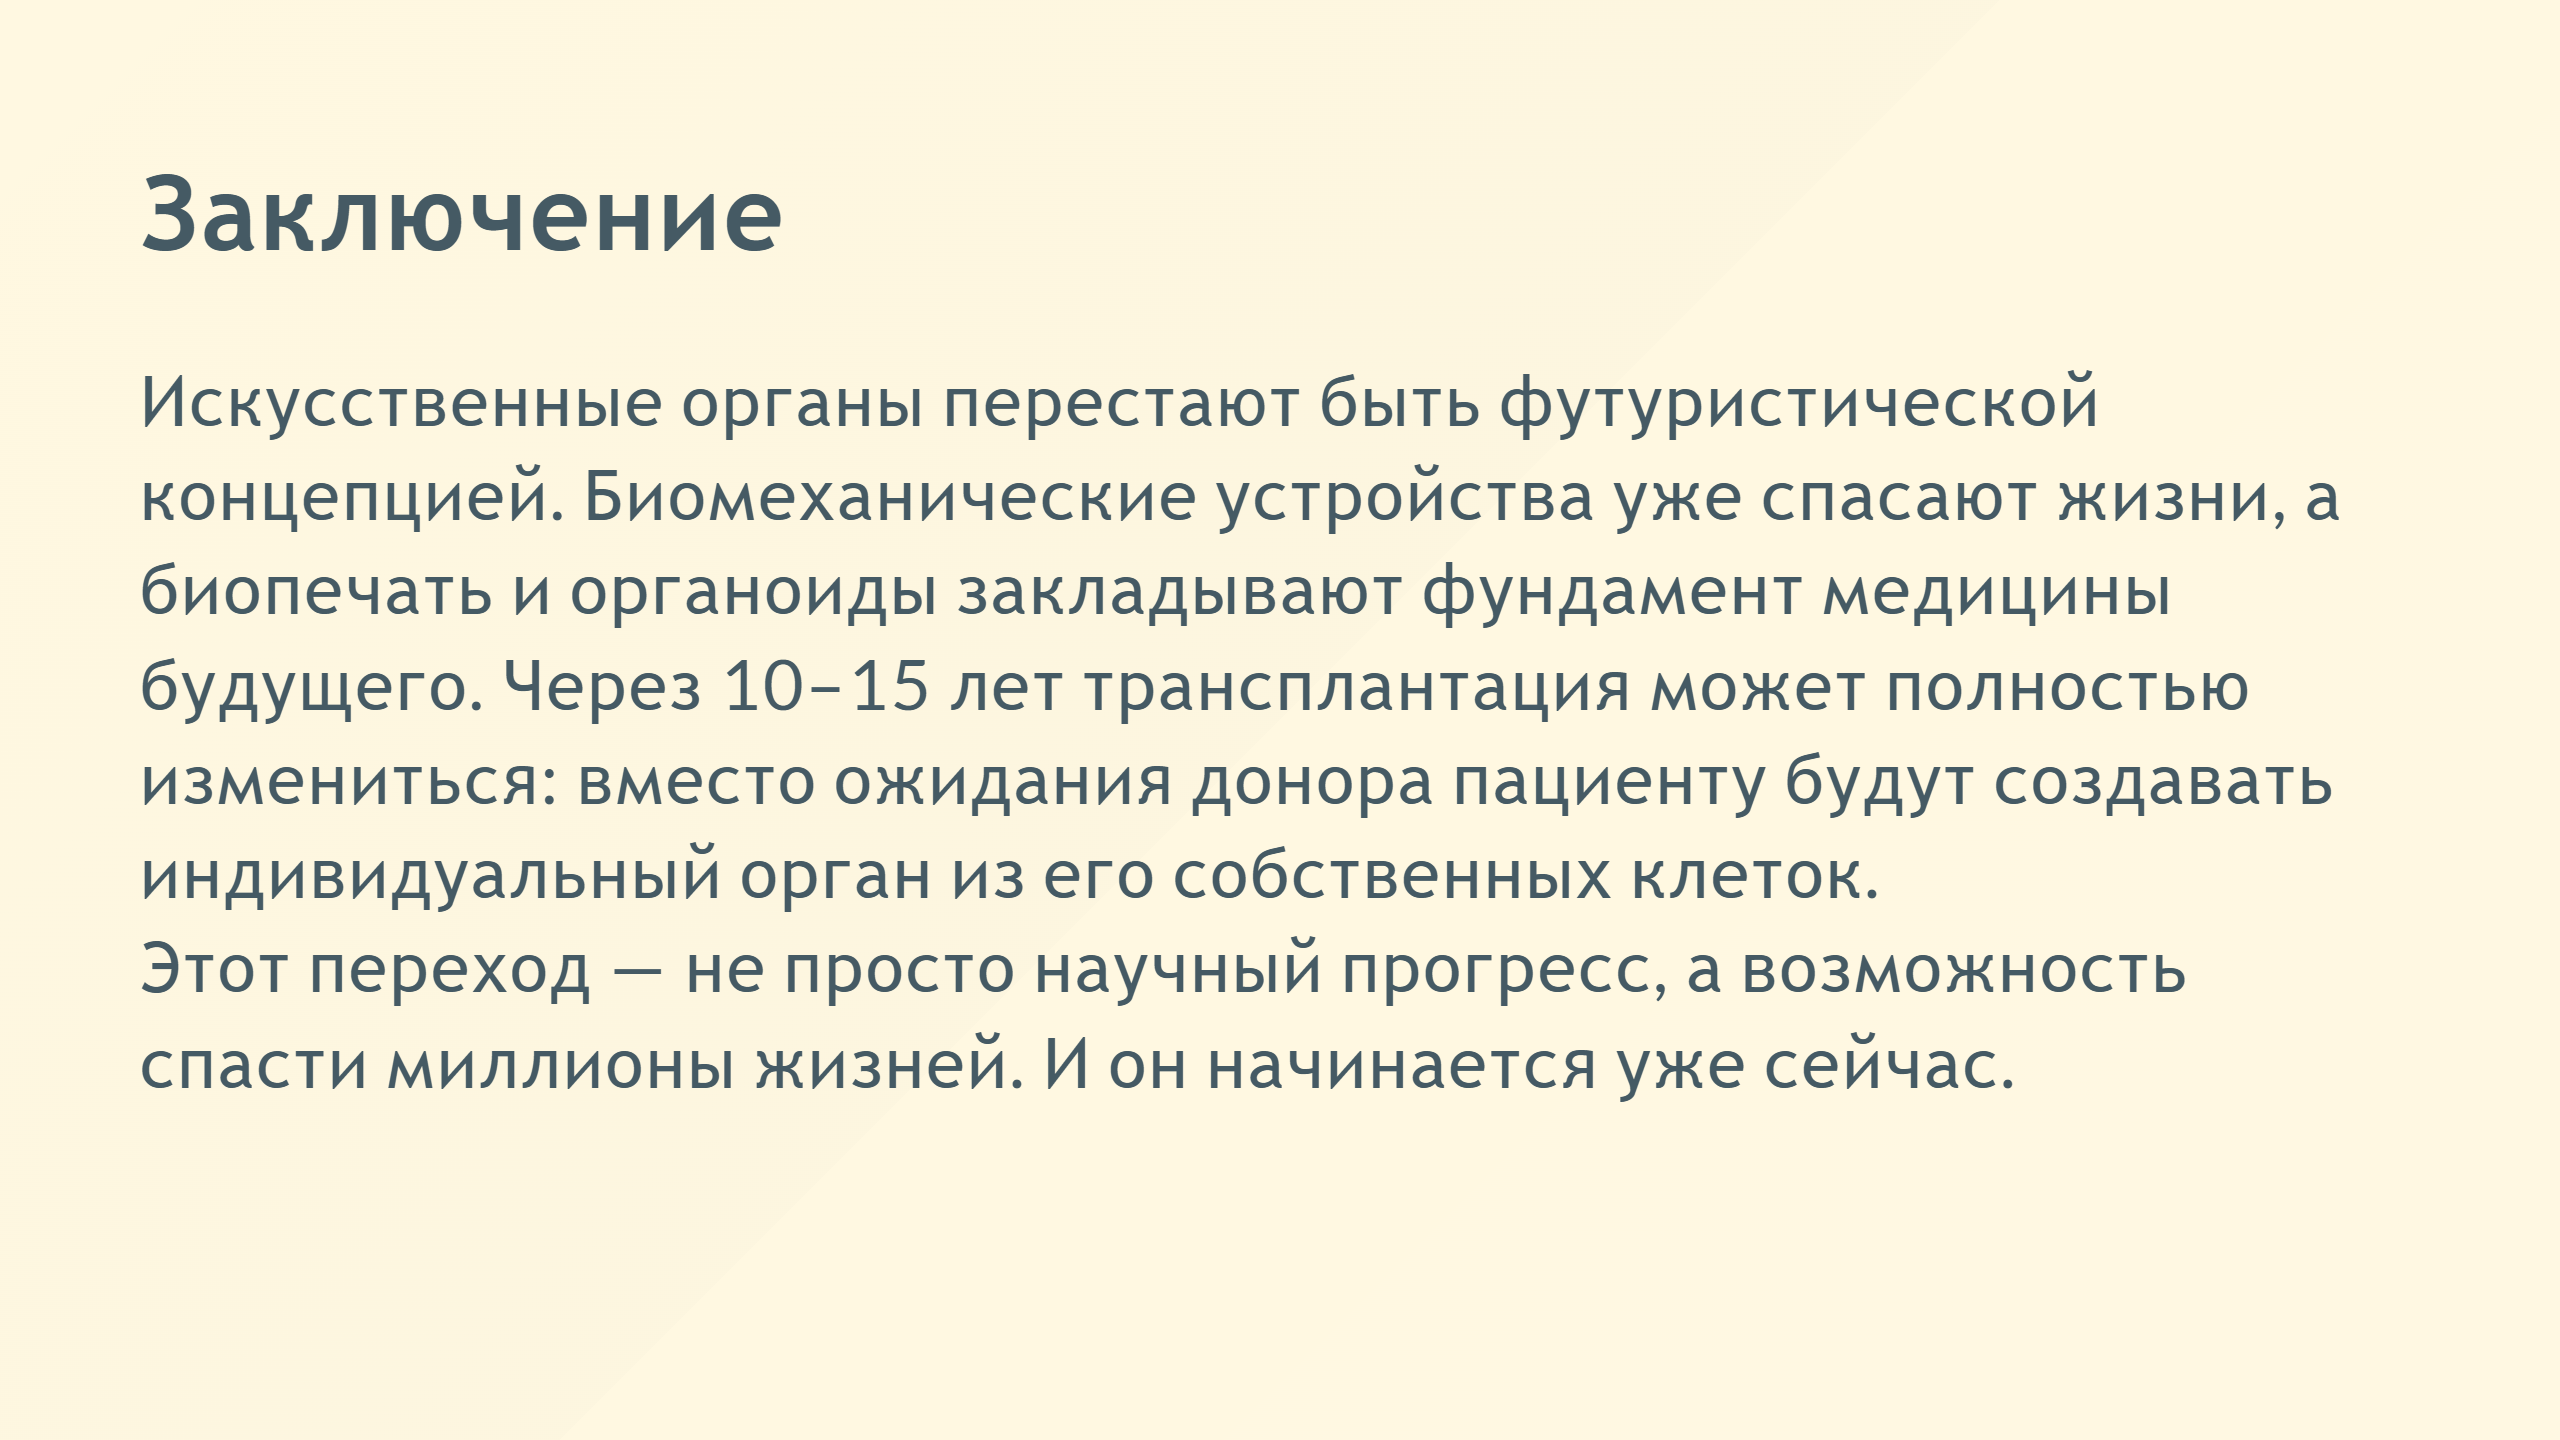 Заключение
Искусственные органы перестают быть футуристической
концепцией. Биомеханические устройства уже спасают жизни, а
биопечать и органоиды закладывают фундамент медицины
будущего. Через 10–15 лет трансплантация может полностью
измениться: вместо ожидания донора пациенту будут создавать
индивидуальный орган из его собственных клеток.
Этот переход — не просто научный прогресс, а возможность
спасти миллионы жизней. И он начинается уже сейчас.